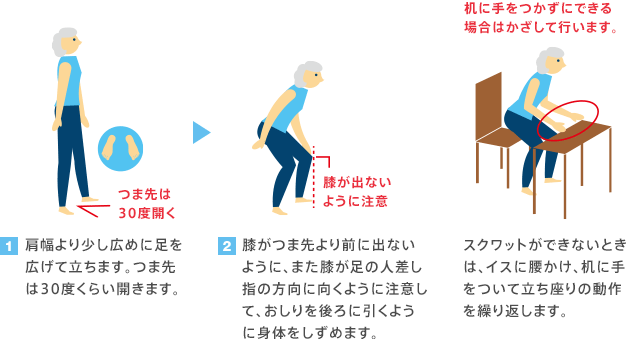 机に手をつかずにできる
場合はかざして行います。
つま先は
30度開く
膝が出ない
ように注意
1 肩幅より少し広めに足を
広げて立ちます。つま先
は30度くらい開きます。
2 膝がつま先より前に出ない
ように、また膝が足の人差し
指の方向に向くように注意し
て、おしりを後ろに引くよう
に身体をしずめます。
スクワットができないとき
は、イスに腰かけ、机に手
をついて立ち座りの動作
を繰り返します。